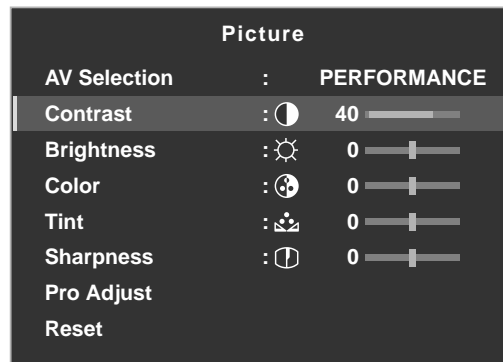 Picture
AV Selection : PERFORMANCE
Contrast : 40
Brightness : 0
Color : 0
Tint : 0
Sharpness : 0
Pro Adjust
Reset